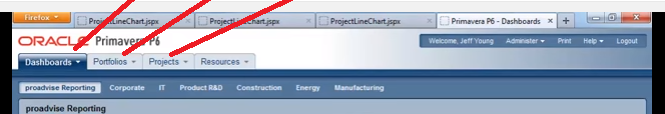 Firefox
ProjectLineChart.jspx × ProjectLineChart.jspx × ProjectLineChart.jspx × Primavera P6 - Dashboards × +
ORACLE Primavera P6
Welcome, Jeff Young Administer Print Help Logout
Dashboards Portfolios Projects Resources
proadvise Reporting Corporate IT Product R&D Construction Energy Manufacturing
proadvise Reporting